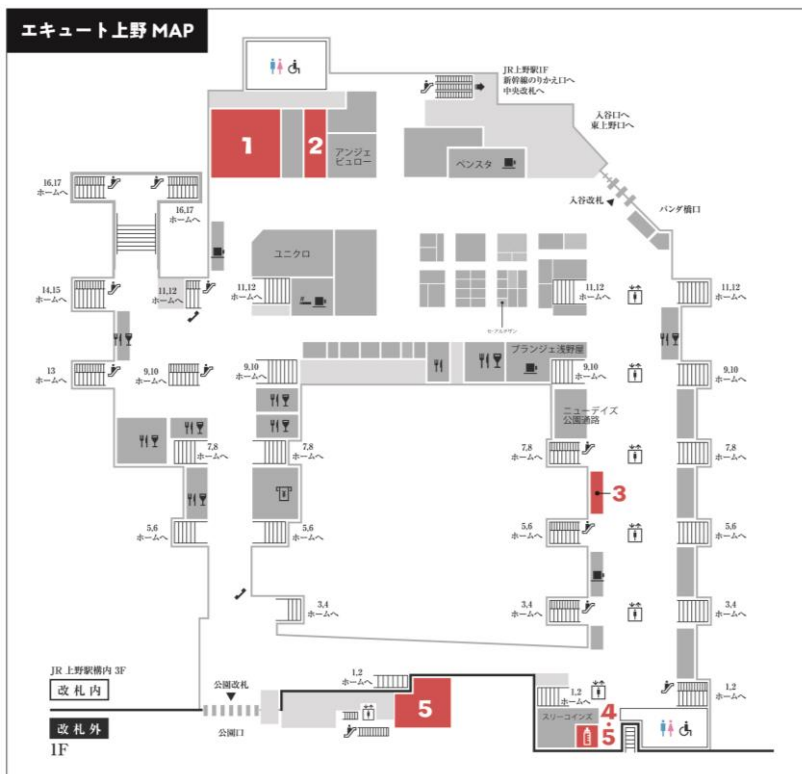 エキュート上野 MAP
JR上野駅1F
新幹線のりかえ口へ
中央改札へ
入谷口へ
東上野口へ
1
2
アンジェ
ビュロー
ペンスタ
入谷改札
パンダ橋口
16,17
ホームへ
16,17
ホームへ
ユニクロ
14,15
ホームへ
11,12
ホームへ
11,12
ホームへ
11,12
ホームへ
11,12
ホームへ
ブランジェ浅野屋
13
ホームへ
9,10
ホームへ
9,10
ホームへ
9,10
ホームへ
9,10
ホームへ
ニューデイズ
公園通路
7,8
ホームへ
7,8
ホームへ
7,8
ホームへ
7,8
ホームへ
3
5,6
ホームへ
5,6
ホームへ
5,6
ホームへ
5,6
ホームへ
3,4
ホームへ
3,4
ホームへ
3,4
ホームへ
JR 上野駅構内 3F
改札内
公園改札
1,2
ホームへ
5
1,2
ホームへ
1,2
ホームへ
スリーコインズ
4
・
5
改札外
1F
公園口